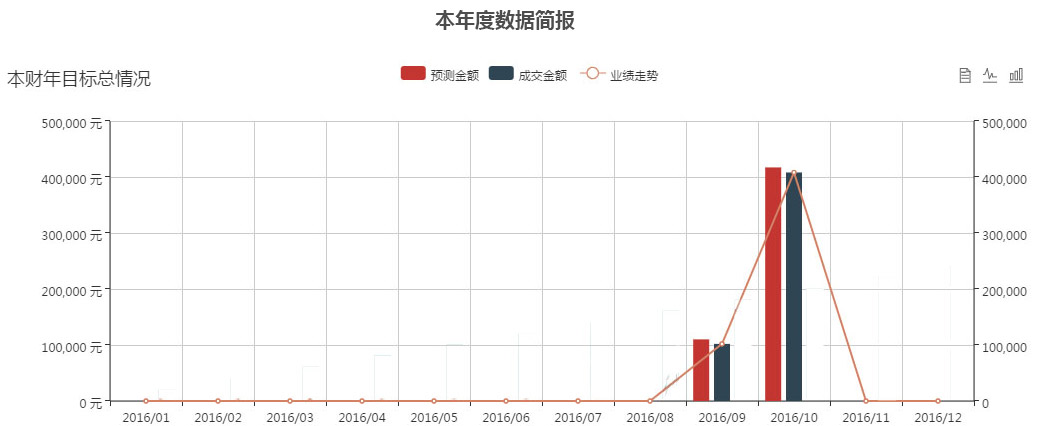 本年度数据简报
本财年目标总情况
预测金额 成交金额 业绩走势
500,000 元 500,000
400,000 元 400,000
300,000 元 300,000
200,000 元 200,000
100,000 元 100,000
0 元 0
2016/01 2016/02 2016/03 2016/04 2016/05 2016/06 2016/07 2016/08 2016/09 2016/10 2016/11 2016/12